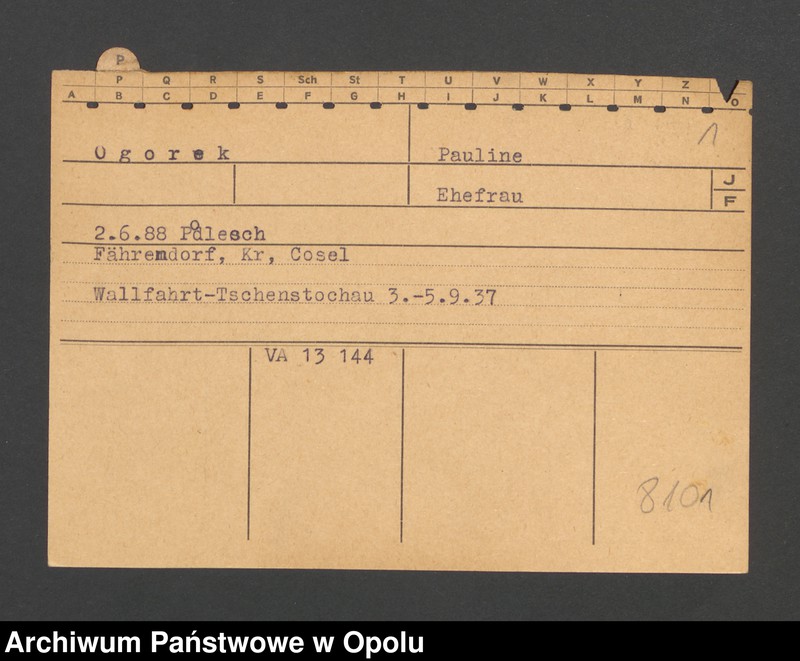 P
P Q R S Sch St T U V W X Y Z
A B C D E F G H I J K L M N O
1
Ogorek Pauline
Ehefrau J
F
2.6.88 Podlesch
Fährendorf, Kr, Cosel
Wallfahrt-Tschenstochau 3.-5.9.37
VA 13 144
8101
Archiwum Państwowe w Opolu